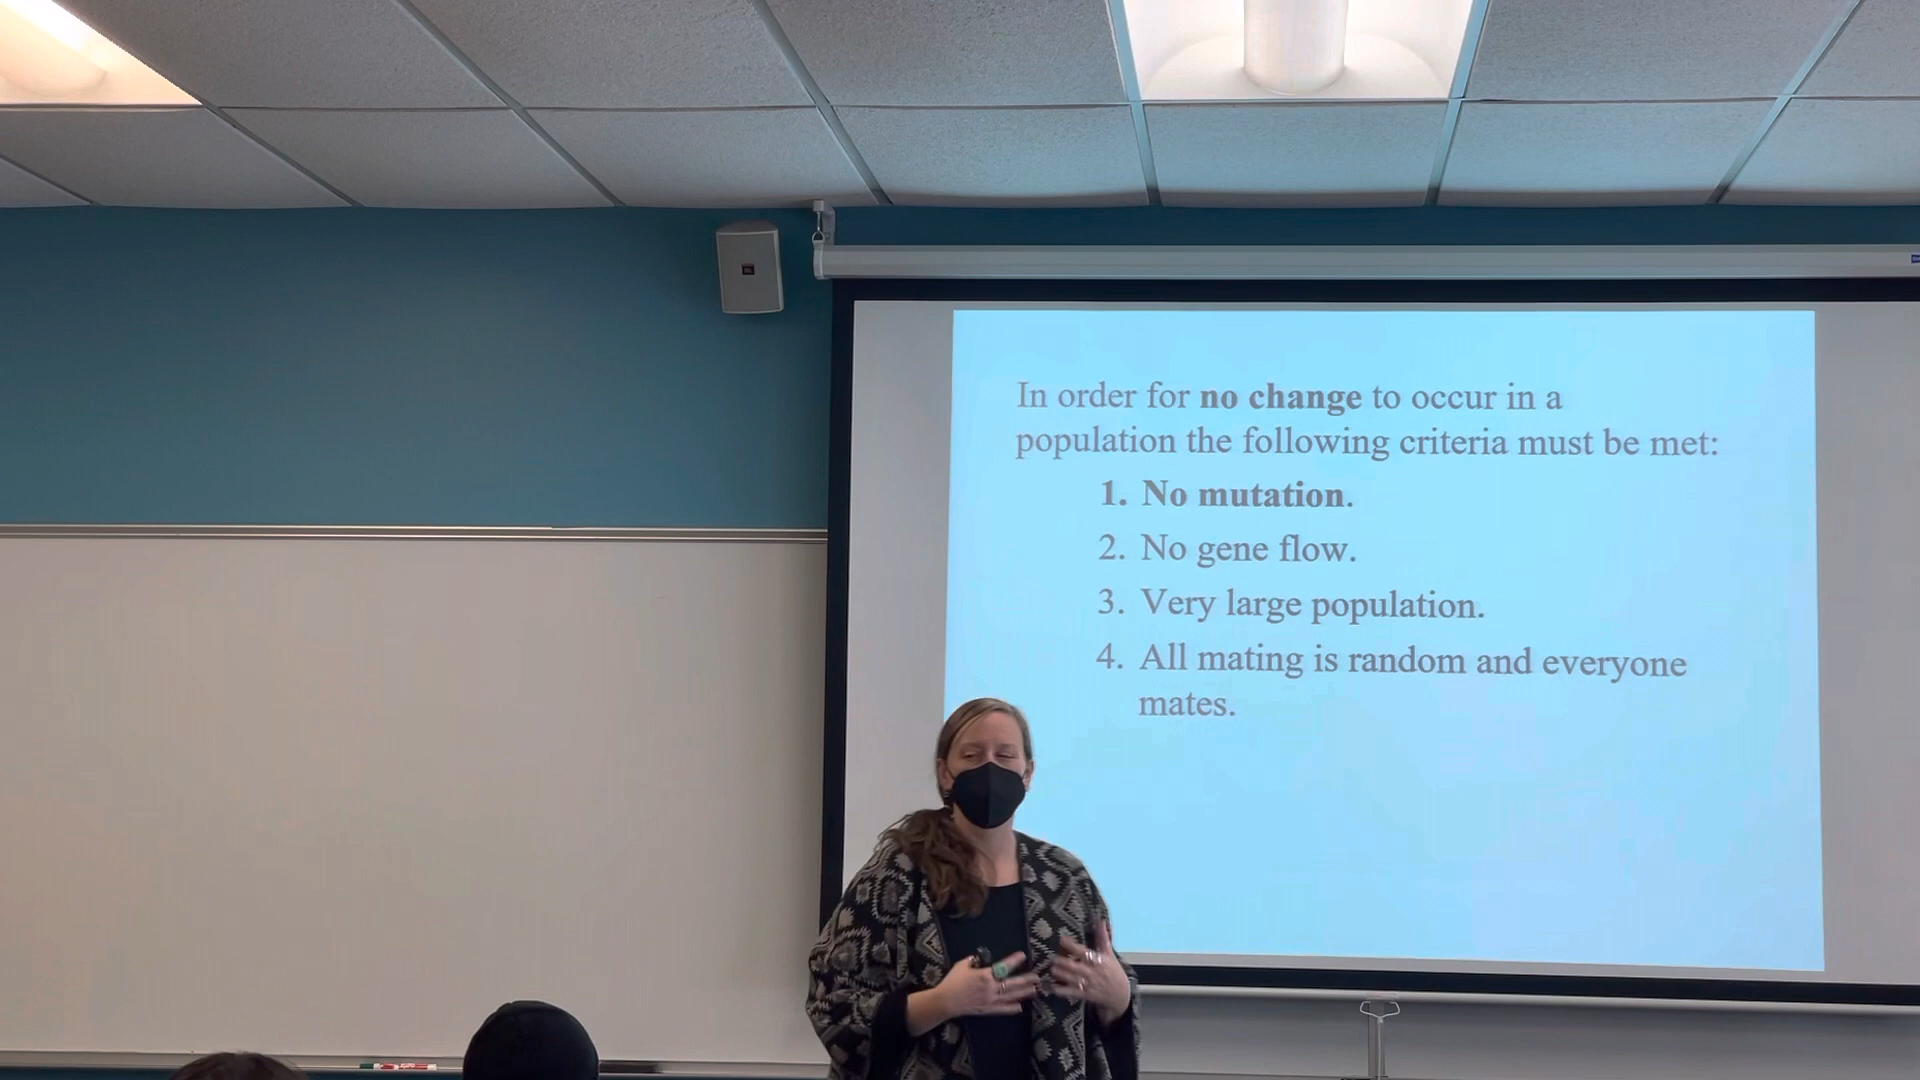 In order for no change to occur in a
population the following criteria must be met:
1. No mutation.
2. No gene flow.
3. Very large population.
4. All mating is random and everyone
mates.